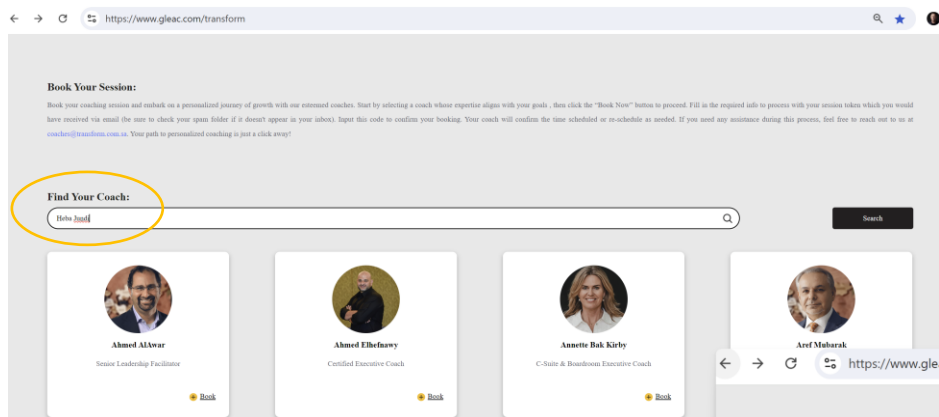 https://www.gleac.com/transform
Book Your Session:
Book your coaching session and embark on a personalized journey of growth with our esteemed coaches. Start by selecting a coach whose expertise aligns with your goals , then click the "Book Now" button to proceed. Fill in the required info to process with your session token which you would
have received via email (be sure to check your spam folder if it doesn't appear in your inbox). Input this code to confirm your booking. Your coach will confirm the time scheduled or re-schedule as needed. If you need any assistance during this process, feel free to reach out to us at
coaches@transform.com.sa. Your path to personalized coaching is just a click away!
Find Your Coach:
Heba Jundi
Search
Ahmed AlAwar
Ahmed Elhefnawy
Annette Bak Kirby
Aref Mubarak
Senior Leadership Facilitator
Certified Executive Coach
C-Suite & Boardroom Executive Coach
https://www.glea
Book
Book
Book